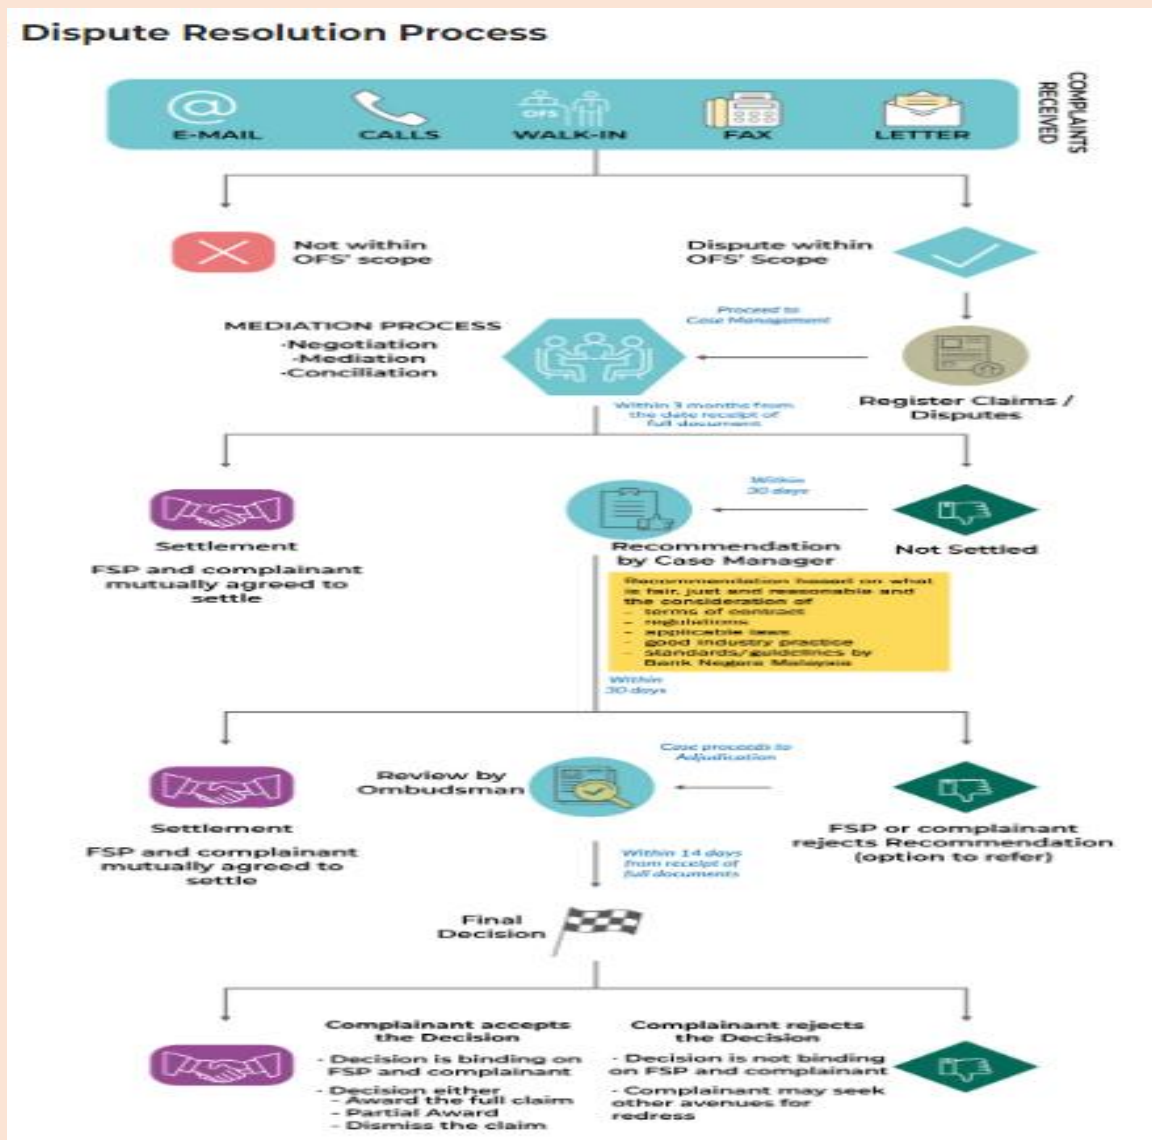 Dispute Resolution Process
COMPLAINTS
RECEIVED
OFS
E-MAIL
CALLS
WALK-IN
FAX
LETTER
Not within
OFS' scope
Dispute within
OFS' Scope
Proceed to
Case Management
MEDIATION PROCESS
-Negotiation
-Mediation
-Conciliation
Register Claims /
Disputes
Within 3 months from
the date receipt of
full document
Within
30 days
Settlement
FSP and complainant
mutually agreed to
settle
Recommendation
by Case Manager
Not Settled
Recommendation based on what
is fair, just and reasonable and
the consideration of
- terms of contract
- regulations
- applicable laws
- good industry practice
- standards/guidelines by
Bank Negara Malaysia
Within
30 days
Case proceeds to
Adjudication
Review by
Ombudsman
Settlement
FSP and complainant
mutually agreed to
settle
FSP or complainant
rejects Recommendation
(option to refer)
Within 14 days
from receipt of
full documents
Final
Decision
Complainant accepts
the Decision
- Decision is binding on
FSP and complainant
- Decision either
- Award the full claim
- Partial Award
- Dismiss the claim
Complainant rejects
the Decision
- Decision is not binding
on FSP and complainant
- Complainant may seek
other avenues for
redress